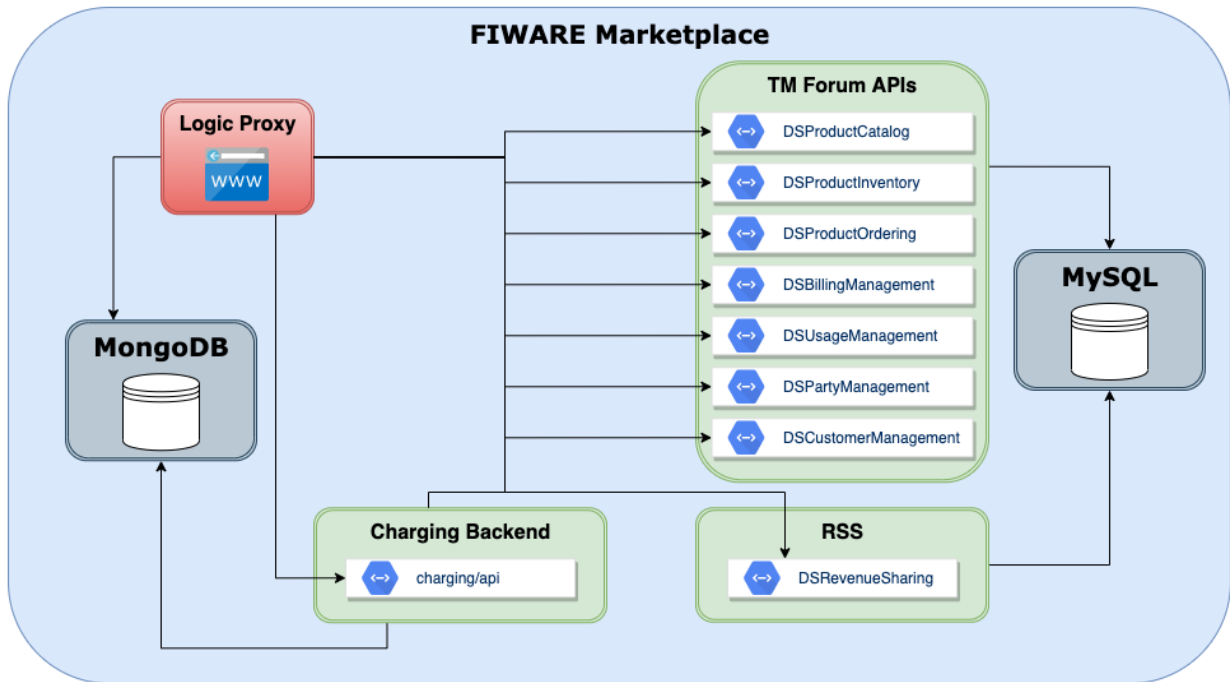 FIWARE Marketplace
Logic Proxy
WWW
MongoDB
TM Forum APIs
DSProductCatalog
DSProductInventory
DSProductOrdering
DSBillingManagement
DSUsageManagement
DSPartyManagement
DSCustomerManagement
MySQL
Charging Backend
charging/api
RSS
DSRevenueSharing